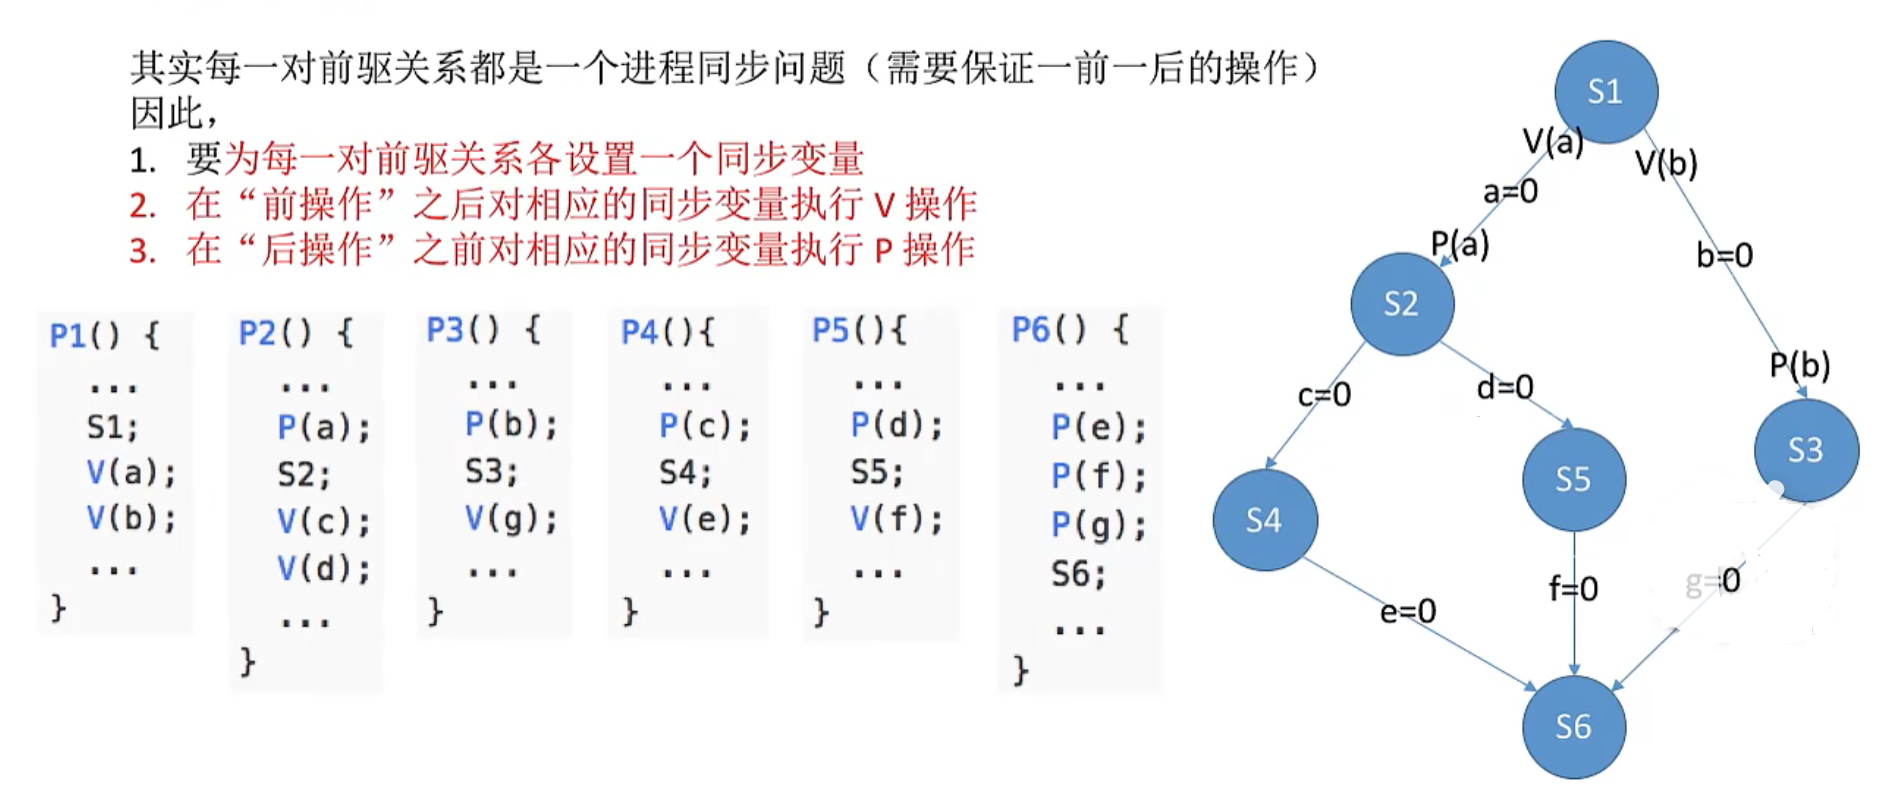 其实每一对前驱关系都是一个进程同步问题（需要保证一前一后的操作）
因此，
1. 要为每一对前驱关系各设置一个同步变量
2. 在“前操作”之后对相应的同步变量执行 V 操作
3. 在“后操作”之前对相应的同步变量执行 P 操作
P1() {
...
S1;
V(a);
V(b);
...
}
P2() {
...
P(a);
S2;
V(c);
V(d);
...
}
P3() {
...
P(b);
S3;
V(g);
...
}
P4(){
...
P(c);
S4;
V(e);
...
}
P5(){
...
P(d);
S5;
V(f);
...
}
P6() {
...
P(e);
P(f);
P(g);
S6;
...
}
S1
V(a)
V(b)
a=0
P(a)
b=0
S2
P(b)
c=0
d=0
S3
S5
S4
g=0
f=0
e=0
S6